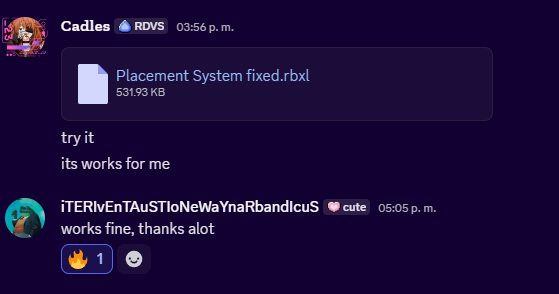 Cadles RDVS 03:56 p. m.
Placement System fixed.rbxl
531.93 KB
try it
its works for me
iTERIvEnTAuSTIoNeWaYnaRbandIcuS cute 05:05 p. m.
works fine, thanks alot
1